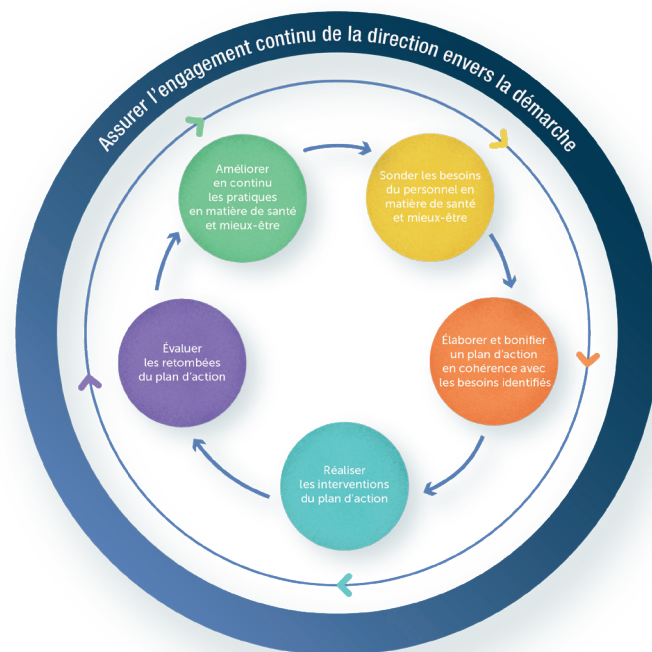 Assurer l'engagement continu de la direction envers la démarche
Améliorer
en continu
les pratiques
en matière de santé
et mieux-être
Sonder les besoins
du personnel en
matière de santé
et mieux-être
Élaborer et bonifier
un plan d'action
en cohérence avec
les besoins identifiés
Réaliser
les interventions
du plan d'action
Évaluer
les retombées
du plan d'action